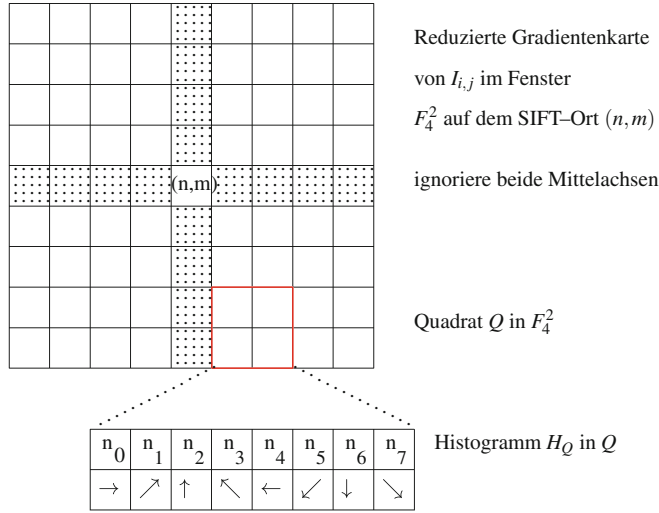 Reduzierte Gradientenkarte
von I_{i,j} im Fenster
F_4^2 auf dem SIFT–Ort (n,m)
(n,m)
ignoriere beide Mittelachsen
Quadrat Q in F_4^2
n_0 n_1 n_2 n_3 n_4 n_5 n_6 n_7
→ ↗ ↑ ↖ ← ↙ ↓ ↘
Histogramm H_Q in Q